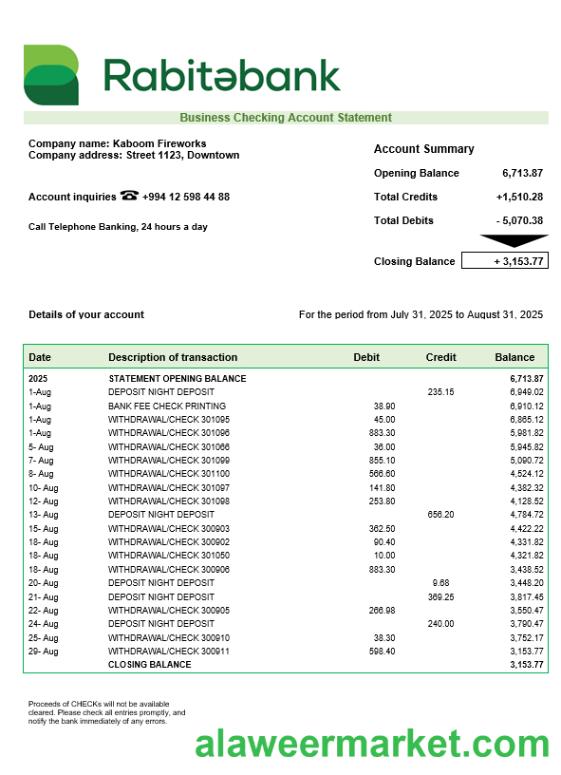 Rabitəbank
Business Checking Account Statement
Company name: Kaboom Fireworks
Company address: Street 1123, Downtown
Account inquiries ☎ +994 12 598 44 88
Call Telephone Banking, 24 hours a day
Account Summary
Opening Balance 6,713.87
Total Credits +1,510.28
Total Debits - 5,070.38
Closing Balance + 3,153.77
Details of your account For the period from July 31, 2025 to August 31, 2025
Date Description of transaction Debit Credit Balance
2025 STATEMENT OPENING BALANCE 6,713.87
1-Aug DEPOSIT NIGHT DEPOSIT 235.15 6,949.02
1-Aug BANK FEE CHECK PRINTING 38.90 6,910.12
1-Aug WITHDRAWAL/CHECK 301095 45.00 6,865.12
1-Aug WITHDRAWAL/CHECK 301096 883.30 5,981.82
5- Aug WITHDRAWAL/CHECK 301066 36.00 5,945.82
7- Aug WITHDRAWAL/CHECK 301099 855.10 5,090.72
8- Aug WITHDRAWAL/CHECK 301100 566.60 4,524.12
10- Aug WITHDRAWAL/CHECK 301097 141.80 4,382.32
12- Aug WITHDRAWAL/CHECK 301098 253.80 4,128.52
13- Aug DEPOSIT NIGHT DEPOSIT 656.20 4,784.72
15- Aug WITHDRAWAL/CHECK 300903 362.50 4,422.22
18- Aug WITHDRAWAL/CHECK 300902 90.40 4,331.82
18- Aug WITHDRAWAL/CHECK 301050 10.00 4,321.82
18- Aug WITHDRAWAL/CHECK 300906 883.30 3,438.52
20- Aug DEPOSIT NIGHT DEPOSIT 9.68 3,448.20
21- Aug DEPOSIT NIGHT DEPOSIT 369.25 3,817.45
22- Aug WITHDRAWAL/CHECK 300905 266.98 3,550.47
24- Aug DEPOSIT NIGHT DEPOSIT 240.00 3,790.47
25- Aug WITHDRAWAL/CHECK 300910 38.30 3,752.17
29- Aug WITHDRAWAL/CHECK 300911 598.40 3,153.77
CLOSING BALANCE 3,153.77
Proceeds of CHECKs will not be available
cleared. Please check all entries promptly, and
notify the bank immediately of any errors.
alaweermarket.com